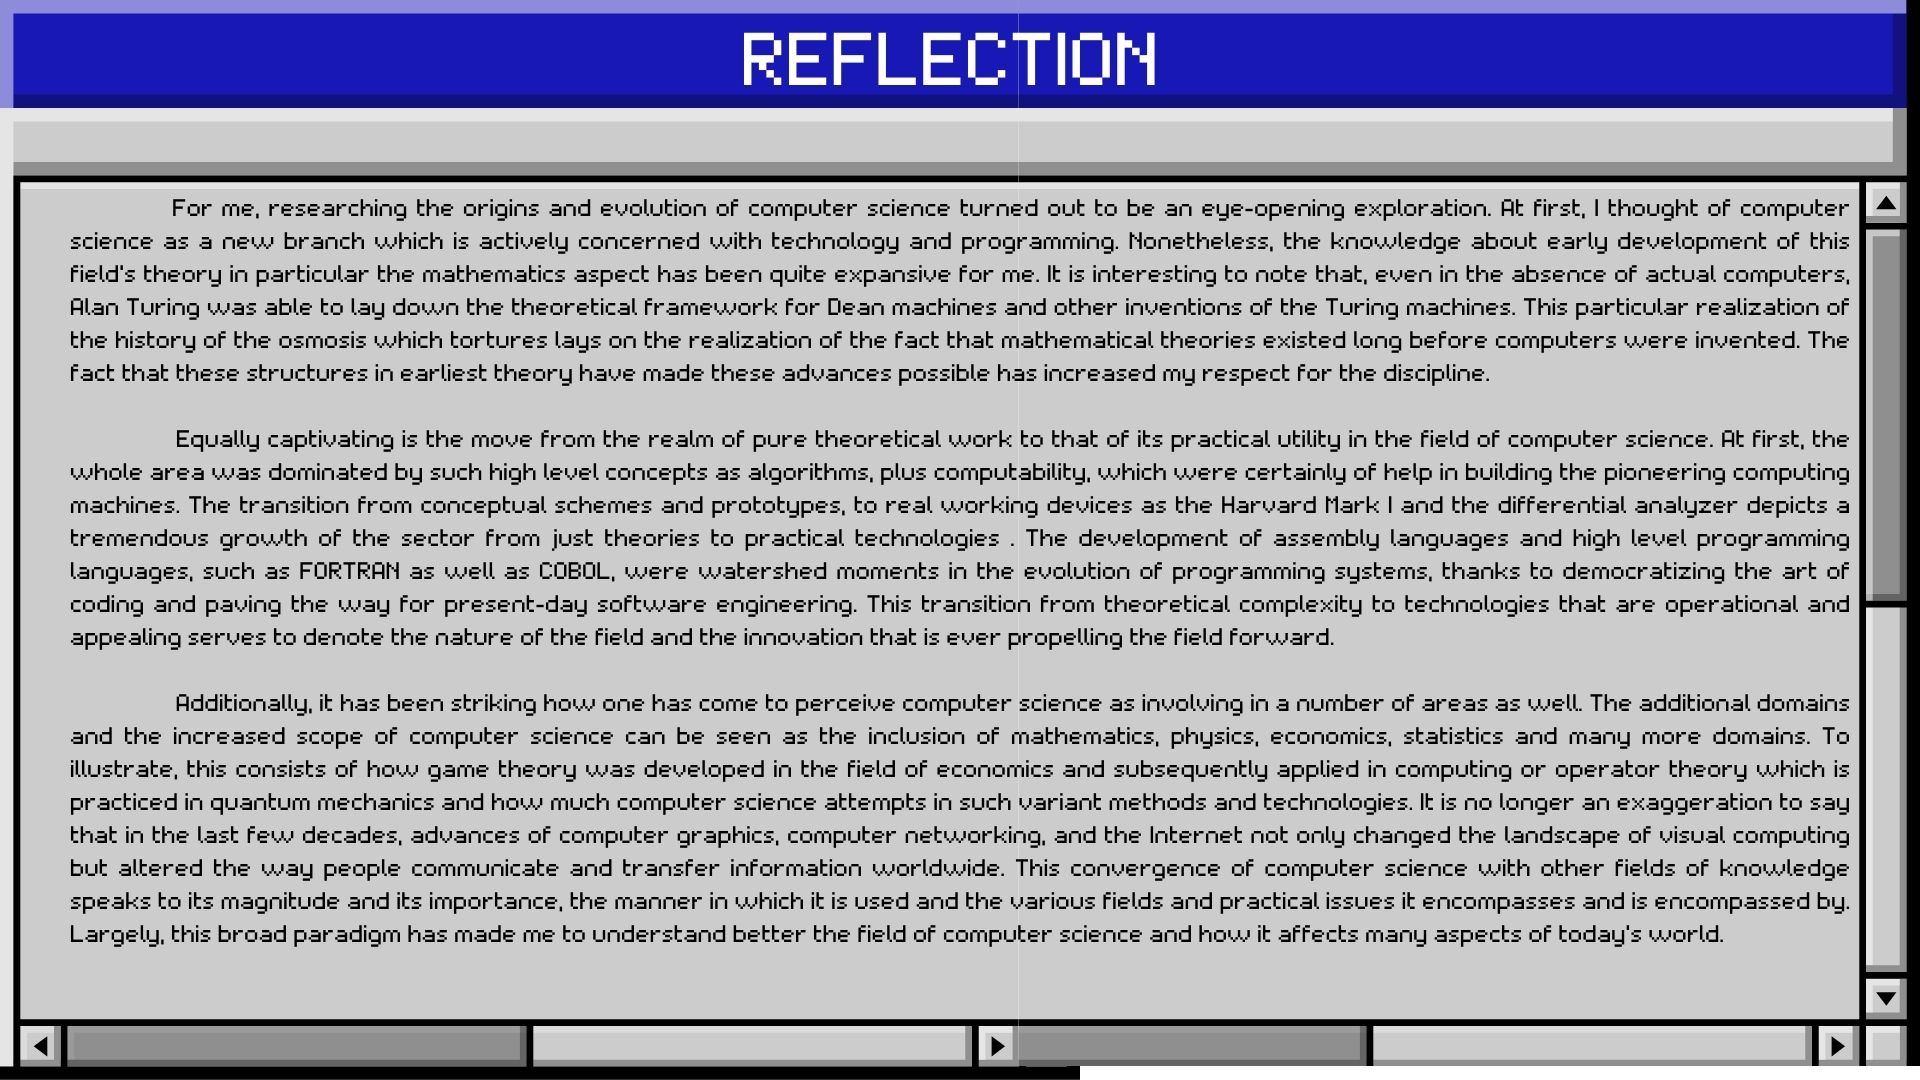 REFLECTION
For me, researching the origins and evolution of computer science turned out to be an eye-opening exploration. At first, I thought of computer
science as a new branch which is actively concerned with technology and programming. Nonetheless, the knowledge about early development of this
field's theory in particular the mathematics aspect has been quite expansive for me. It is interesting to note that, even in the absence of actual computers,
Alan Turing was able to lay down the theoretical framework for Dean machines and other inventions of the Turing machines. This particular realization of
the history of the osmosis which tortures lays on the realization of the fact that mathematical theories existed long before computers were invented. The
fact that these structures in earliest theory have made these advances possible has increased my respect for the discipline.
Equally captivating is the move from the realm of pure theoretical work to that of its practical utility in the field of computer science. At first, the
whole area was dominated by such high level concepts as algorithms, plus computability, which were certainly of help in building the pioneering computing
machines. The transition from conceptual schemes and prototypes, to real working devices as the Harvard Mark I and the differential analyzer depicts a
tremendous growth of the sector from just theories to practical technologies . The development of assembly languages and high level programming
languages, such as FORTRAN as well as COBOL, were watershed moments in the evolution of programming systems, thanks to democratizing the art of
coding and paving the way for present-day software engineering. This transition from theoretical complexity to technologies that are operational and
appealing serves to denote the nature of the field and the innovation that is ever propelling the field forward.
Additionally, it has been striking how one has come to perceive computer science as involving in a number of areas as well. The additional domains
and the increased scope of computer science can be seen as the inclusion of mathematics, physics, economics, statistics and many more domains. To
illustrate, this consists of how game theory was developed in the field of economics and subsequently applied in computing or operator theory which is
practiced in quantum mechanics and how much computer science attempts in such variant methods and technologies. It is no longer an exaggeration to say
that in the last few decades, advances of computer graphics, computer networking, and the Internet not only changed the landscape of visual computing
but altered the way people communicate and transfer information worldwide. This convergence of computer science with other fields of knowledge
speaks to its magnitude and its importance, the manner in which it is used and the various fields and practical issues it encompasses and is encompassed by.
Largely, this broad paradigm has made me to understand better the field of computer science and how it affects many aspects of today's world.